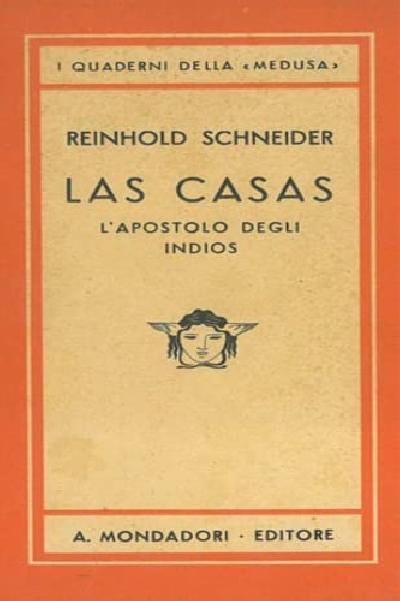 I QUADERNI DELLA «MEDUSA»
REINHOLD SCHNEIDER
LAS CASAS
L'APOSTOLO DEGLI
INDIOS
A. MONDADORI · EDITORE